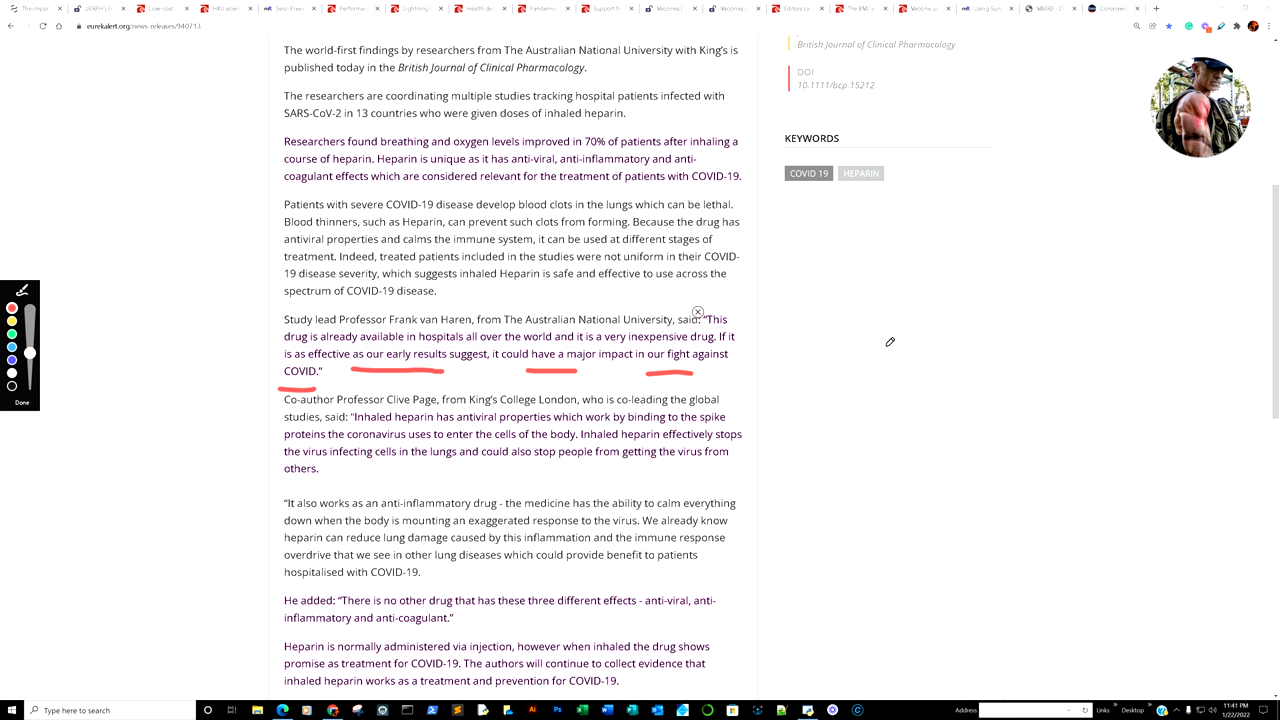 eurekalert.org/news-releases/940713
The world-first findings by researchers from The Australian National University with King's is
published today in the British Journal of Clinical Pharmacology.
The researchers are coordinating multiple studies tracking hospital patients infected with
SARS-CoV-2 in 13 countries who were given doses of inhaled heparin.
Researchers found breathing and oxygen levels improved in 70% of patients after inhaling a
course of heparin. Heparin is unique as it has anti-viral, anti-inflammatory and anti-
coagulant effects which are considered relevant for the treatment of patients with COVID-19.
Patients with severe COVID-19 disease develop blood clots in the lungs which can be lethal.
Blood thinners, such as Heparin, can prevent such clots from forming. Because the drug has
antiviral properties and calms the immune system, it can be used at different stages of
treatment. Indeed, treated patients included in the studies were not uniform in their COVID-
19 disease severity, which suggests inhaled Heparin is safe and effective to use across the
spectrum of COVID-19 disease.
Study lead Professor Frank van Haren, from The Australian National University, said: "This
drug is already available in hospitals all over the world and it is a very inexpensive drug. If it
is as effective as our early results suggest, it could have a major impact in our fight against
COVID."
Co-author Professor Clive Page, from King's College London, who is co-leading the global
studies, said: "Inhaled heparin has antiviral properties which work by binding to the spike
proteins the coronavirus uses to enter the cells of the body. Inhaled heparin effectively stops
the virus infecting cells in the lungs and could also stop people from getting the virus from
others.
"It also works as an anti-inflammatory drug - the medicine has the ability to calm everything
down when the body is mounting an exaggerated response to the virus. We already know
heparin can reduce lung damage caused by this inflammation and the immune response
overdrive that we see in other lung diseases which could provide benefit to patients
hospitalised with COVID-19.
He added: "There is no other drug that has these three different effects - anti-viral, anti-
inflammatory and anti-coagulant."
Heparin is normally administered via injection, however when inhaled the drug shows
promise as treatment for COVID-19. The authors will continue to collect evidence that
inhaled heparin works as a treatment and prevention for COVID-19.
British Journal of Clinical Pharmacology
DOI
10.1111/bcp.15212
KEYWORDS
COVID 19
HEPARIN
Done
Type here to search
Address
Links
Desktop
11:41 PM
1/22/2022